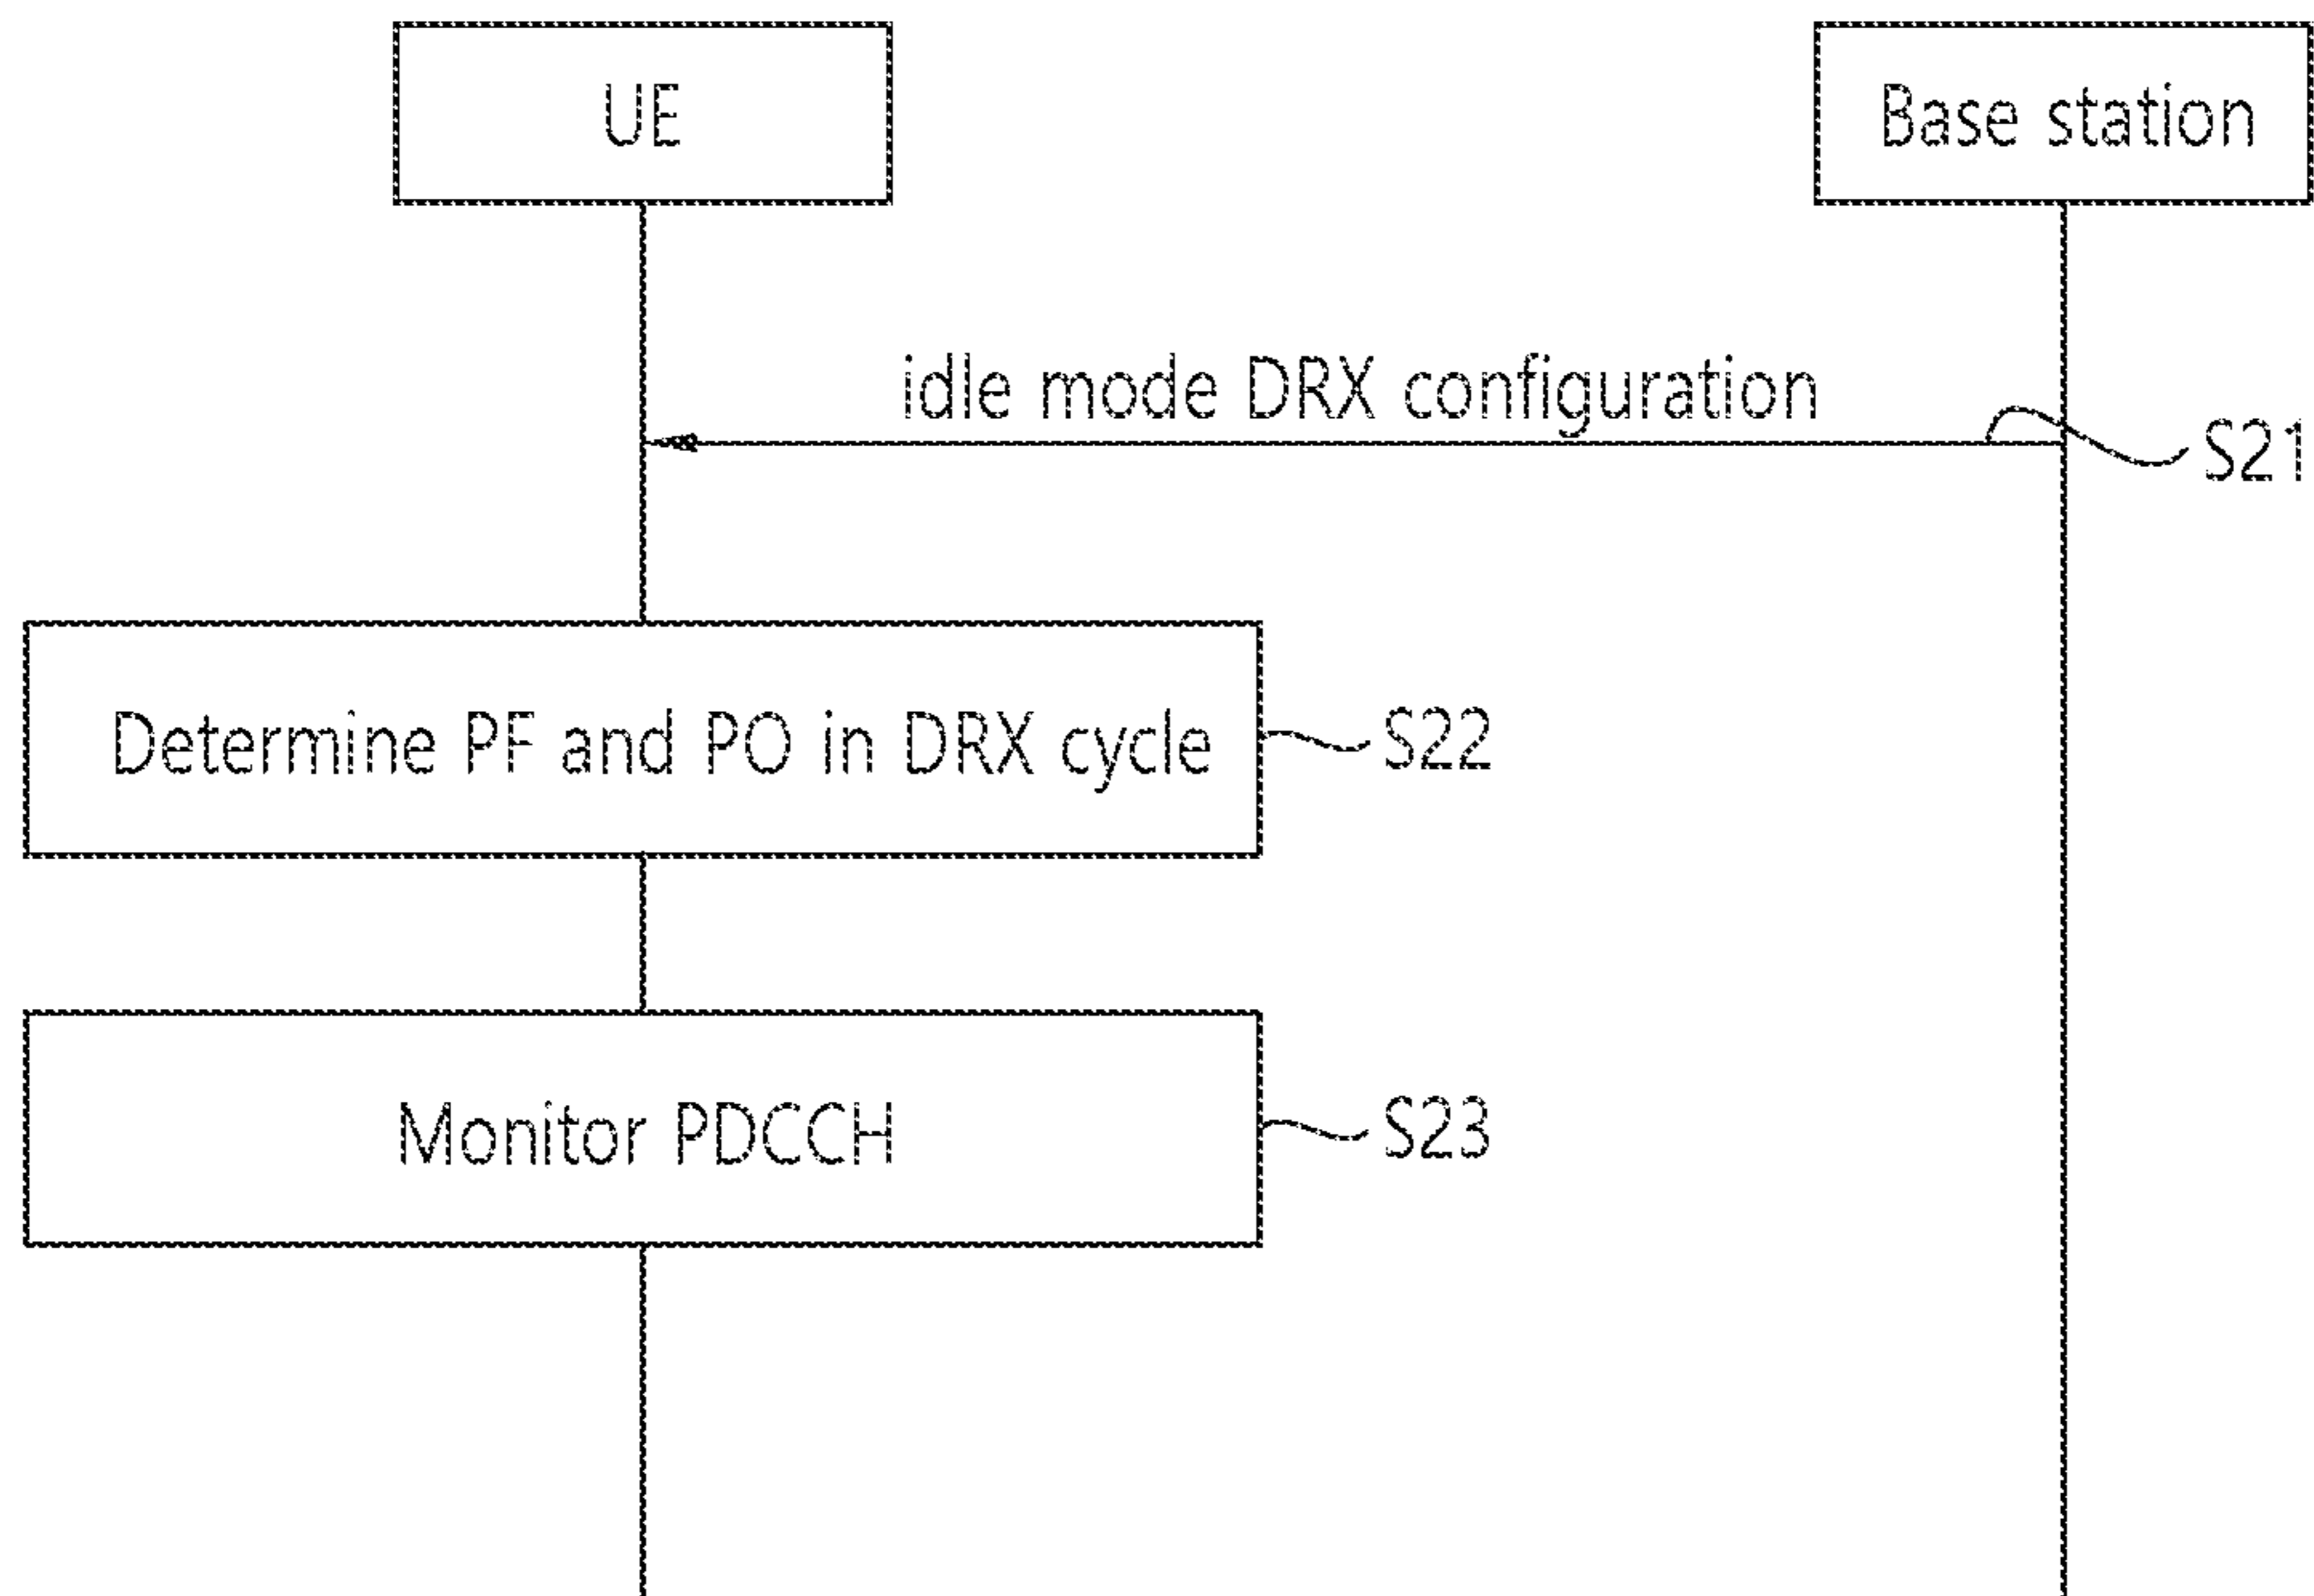 UE
Base station
idle mode DRX configuration
S21
Determine PF and PO in DRX cycle
S22
Monitor PDCCH
S23